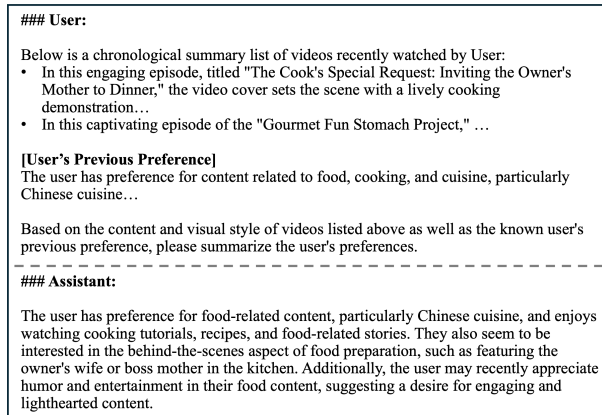 ### User:
Below is a chronological summary list of videos recently watched by User:
• In this engaging episode, titled "The Cook's Special Request: Inviting the Owner's
Mother to Dinner," the video cover sets the scene with a lively cooking
demonstration…
• In this captivating episode of the "Gourmet Fun Stomach Project," …
[User's Previous Preference]
The user has preference for content related to food, cooking, and cuisine, particularly
Chinese cuisine…
Based on the content and visual style of videos listed above as well as the known user's
previous preference, please summarize the user's preferences.
### Assistant:
The user has preference for food-related content, particularly Chinese cuisine, and enjoys
watching cooking tutorials, recipes, and food-related stories. They also seem to be
interested in the behind-the-scenes aspect of food preparation, such as featuring the
owner's wife or boss mother in the kitchen. Additionally, the user may recently appreciate
humor and entertainment in their food content, suggesting a desire for engaging and
lighthearted content.